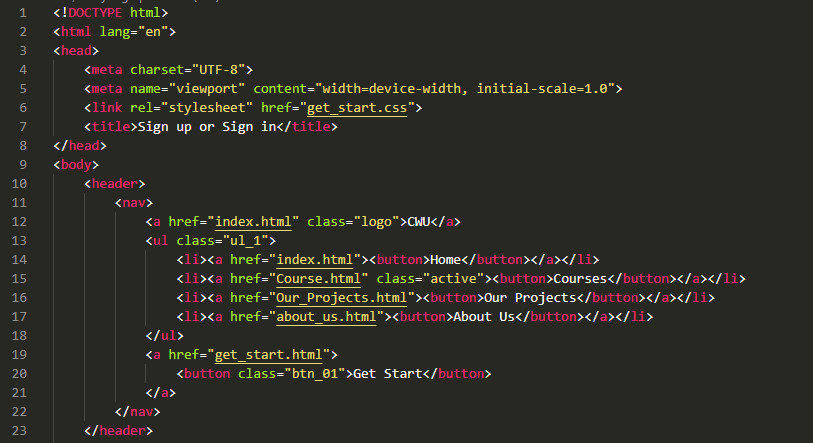 1 <!DOCTYPE html>
2 <html lang="en">
3 <head>
4 <meta charset="UTF-8">
5 <meta name="viewport" content="width=device-width, initial-scale=1.0">
6 <link rel="stylesheet" href="get_start.css">
7 <title>Sign up or Sign in</title>
8 </head>
9 <body>
10 <header>
11 <nav>
12 <a href="index.html" class="logo">CWU</a>
13 <ul class="ul_1">
14 <li><a href="index.html"><button>Home</button></a></li>
15 <li><a href="Course.html" class="active"><button>Courses</button></a></li>
16 <li><a href="Our_Projects.html"><button>Our Projects</button></a></li>
17 <li><a href="about_us.html"><button>About Us</button></a></li>
18 </ul>
19 <a href="get_start.html">
20 <button class="btn_01">Get Start</button>
21 </a>
22 </nav>
23 </header>